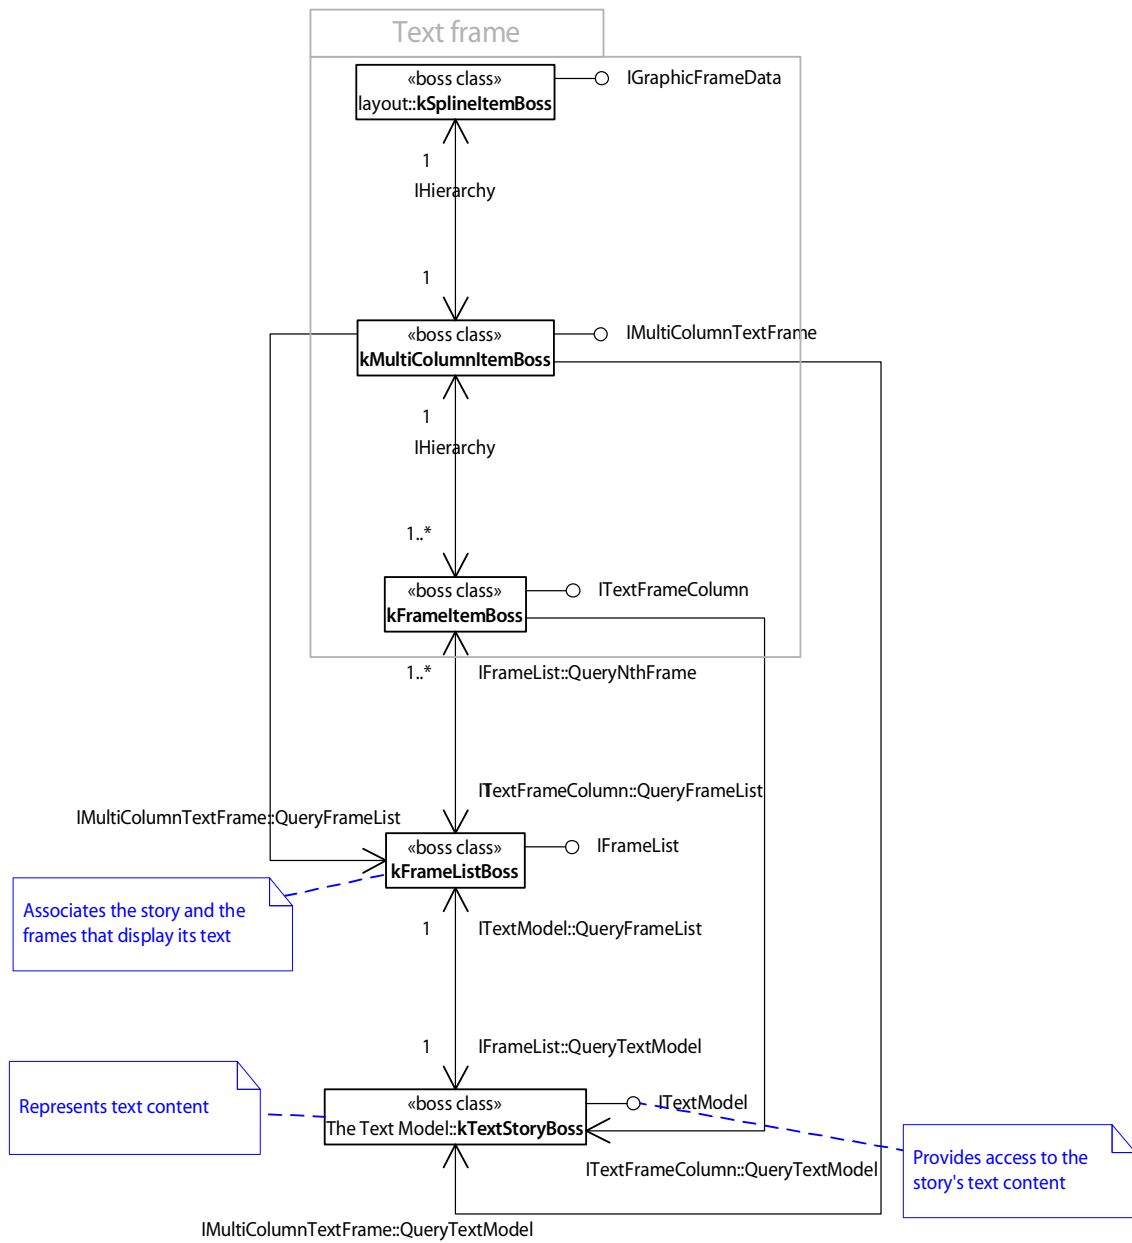 Text frame
«boss class»
layout::kSplineItemBoss
IGraphicFrameData
1
IHierarchy
1
«boss class»
kMultiColumnItemBoss
IMultiColumnTextFrame
1
IHierarchy
1..*
«boss class»
kFrameItemBoss
ITextFrameColumn
1..*
IFrameList::QueryNthFrame
ITextFrameColumn::QueryFrameList
IMultiColumnTextFrame::QueryFrameList
«boss class»
kFrameListBoss
IFrameList
Associates the story and the
frames that display its text
1
ITextModel::QueryFrameList
1
IFrameList::QueryTextModel
Represents text content
«boss class»
The Text Model::kTextStoryBoss
ITextModel
ITextFrameColumn::QueryTextModel
Provides access to the
story's text content
IMultiColumnTextFrame::QueryTextModel